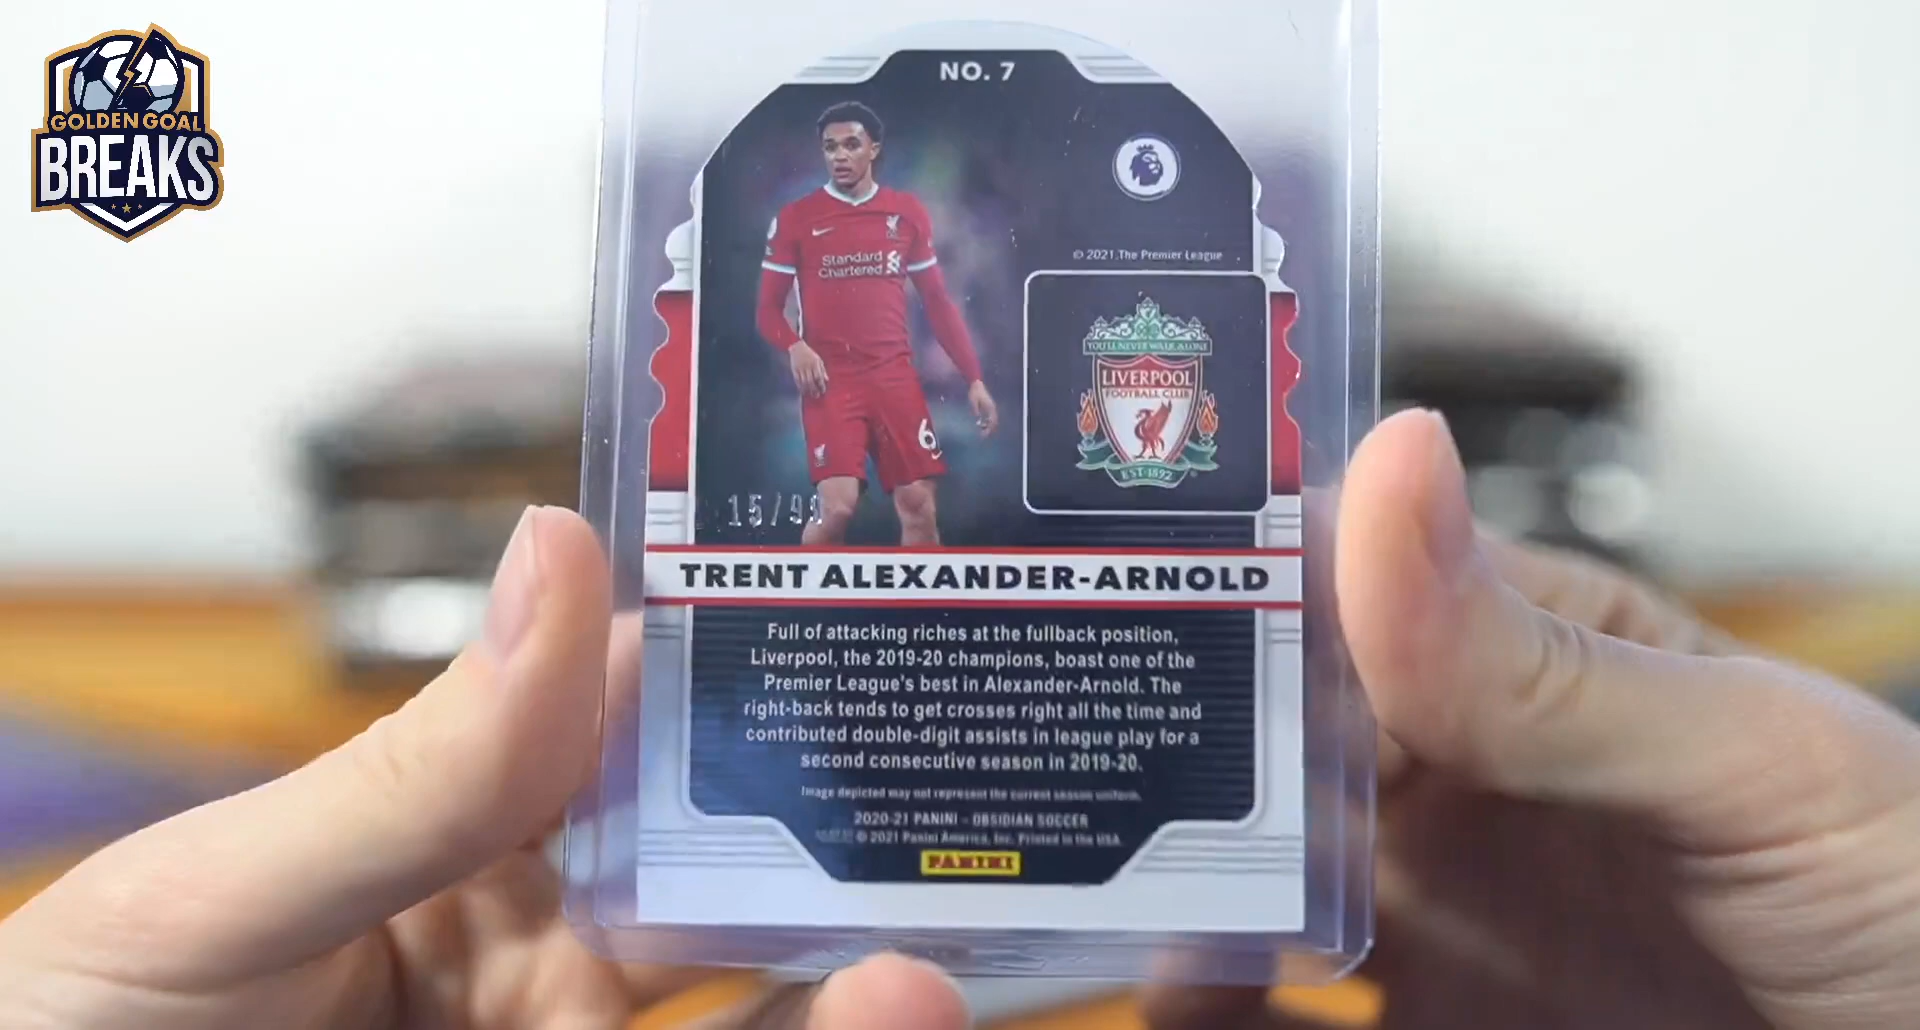 GOLDEN GOAL
BREAKS
NO. 7
© 2021 The Premier League
Standard
Chartered
YOU'LL NEVER WALK ALONE
LIVERPOOL
FOOTBALL CLUB
EST·1892
6
15/99
TRENT ALEXANDER-ARNOLD
Full of attacking riches at the fullback position,
Liverpool, the 2019-20 champions, boast one of the
Premier League's best in Alexander-Arnold. The
right-back tends to get crosses right all the time and
contributed double-digit assists in league play for a
second consecutive season in 2019-20.
Image depicted may not represent the current season uniform.
2020-21 PANINI - OBSIDIAN SOCCER
© 2021 Panini America, Inc. Printed in the USA.
PANINI